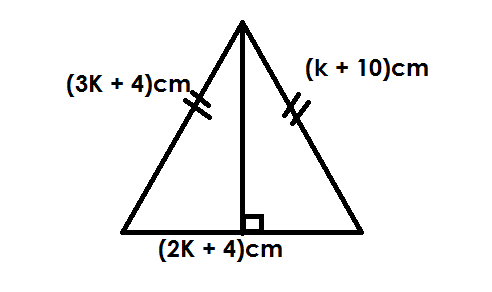 (k + 10)cm
(3K + 4)cm
(2K + 4)cm